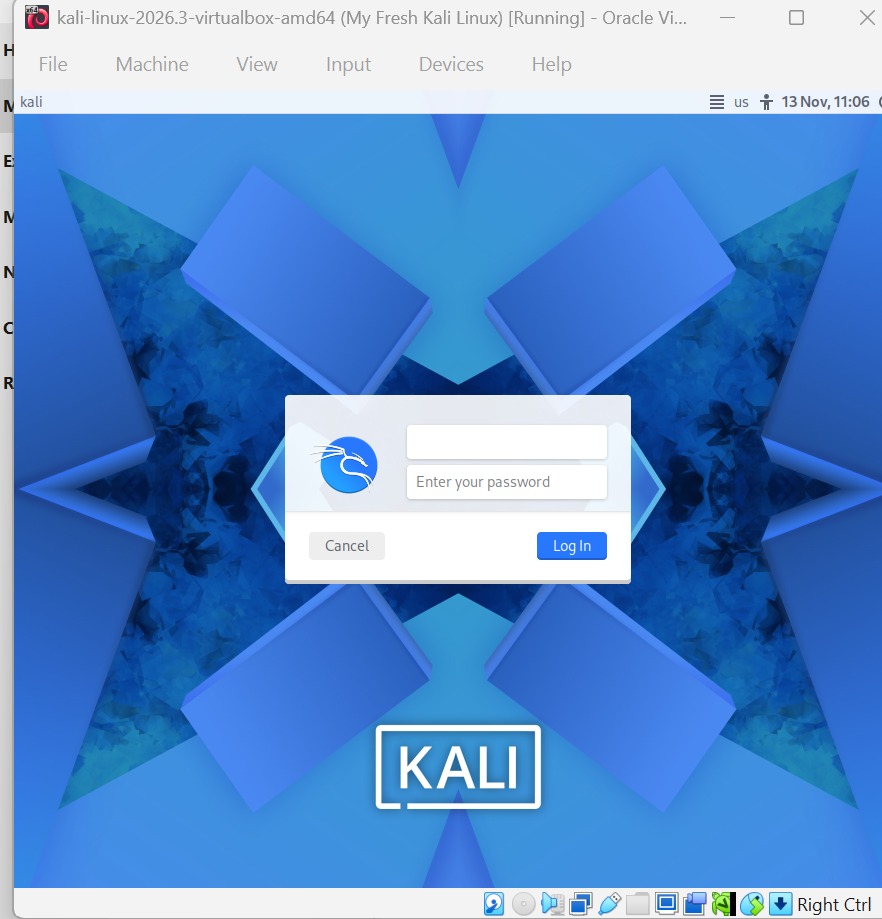 kali-linux-2026.3-virtualbox-amd64 (My Fresh Kali Linux) [Running] - Oracle Vi...
File Machine View Input Devices Help
kali us 13 Nov, 11:06
Enter your password
Cancel Log In
KALI
Right Ctrl